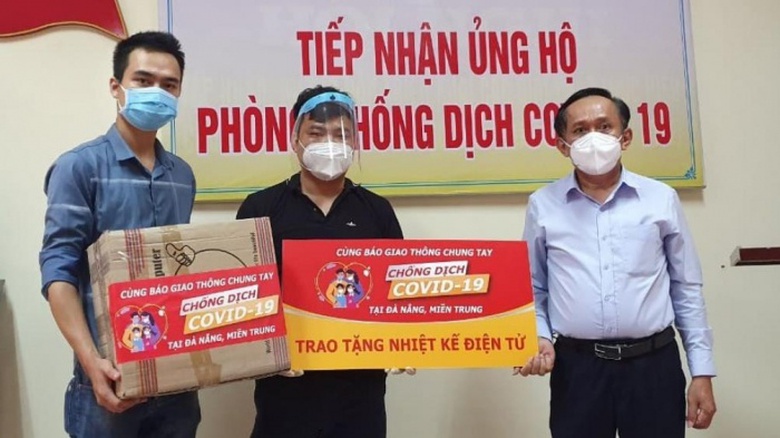 TIẾP NHẬN ỦNG HỘ
PHÒNG CHỐNG DỊCH COVID 19
CÙNG BÁO GIAO THÔNG CHUNG TAY
CHỐNG DỊCH
COVID-19
TẠI ĐÀ NẴNG, MIỀN TRUNG
TRAO TẶNG NHIỆT KẾ ĐIỆN TỬ
CÙNG BÁO GIAO THÔNG CHUNG TAY
CHỐNG DỊCH
COVID-19
TẠI ĐÀ NẴNG, MIỀN TRUNG